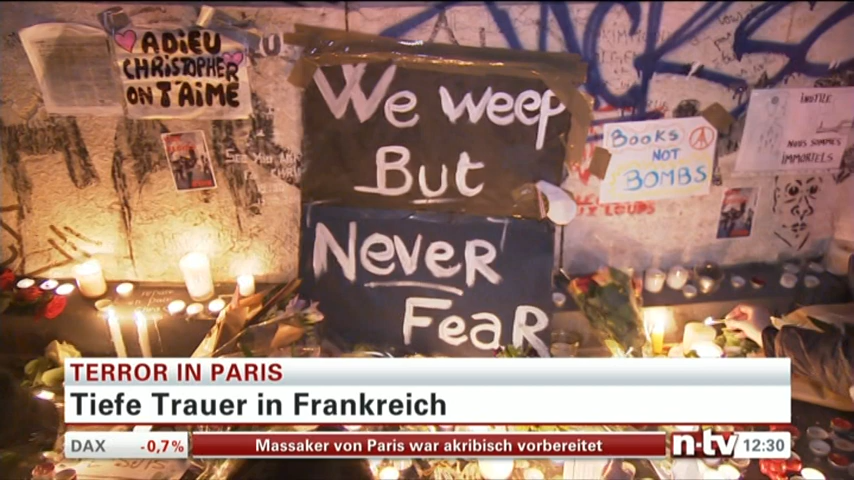 ADIEU
CHRISTOPHER
ON T'AIME
We weep
But
Never
Fear
BOOKS
NOT
BOMBS
INUTILE
NOUS SOMMES
IMMORTELS
TERROR IN PARIS
Tiefe Trauer in Frankreich
DAX -0,7% Massaker von Paris war akribisch vorbereitet n-tv 12:30